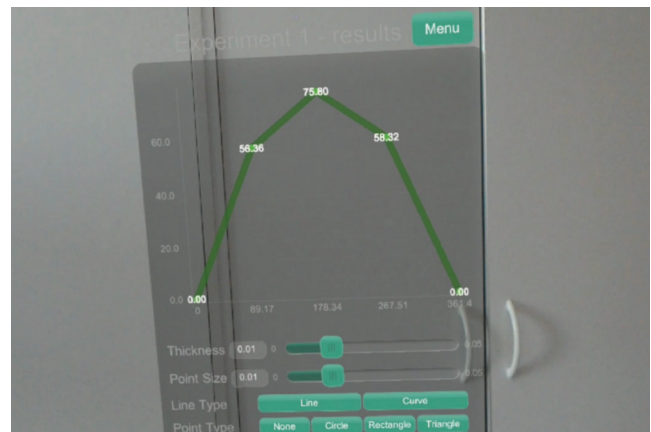 Experiment 1 - results Menu
75.80
60.0 56.36 58.32
40.0
20.0
0.0 0.00 0.00
0 89.17 178.34 267.51 361.4
Thickness 0.01 0 0.05
Point Size 0.01 0 0.05
Line Type Line Curve
Point Type None Circle Rectangle Triangle